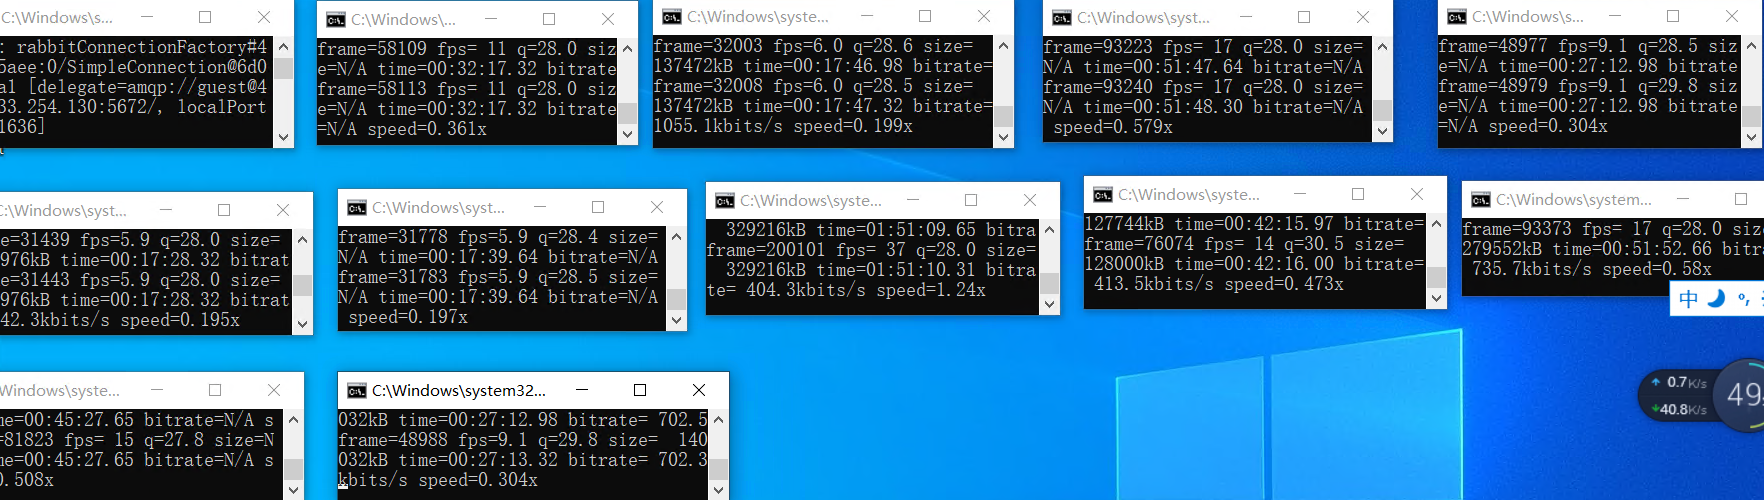 C:\Windows\s...
: rabbitConnectionFactory#4
5aee:0/SimpleConnection@6d0
al [delegate=amqp://guest@4
33.254.130:5672/, localPort
1636]
C:\Windows\s...
frame=58109 fps= 11 q=28.0 siz
e=N/A time=00:32:17.32 bitrate
frame=58113 fps= 11 q=28.0 siz
e=N/A time=00:32:17.32 bitrate
=N/A speed=0.361x
C:\Windows\system...
frame=32003 fps=6.0 q=28.6 size=
137472kB time=00:17:46.98 bitrate=
frame=32008 fps=6.0 q=28.5 size=
137472kB time=00:17:47.32 bitrate=
1055.1kbits/s speed=0.199x
C:\Windows\syst...
frame=93223 fps= 17 q=28.0 size=
N/A time=00:51:47.64 bitrate=N/A
frame=93240 fps= 17 q=28.0 size=
N/A time=00:51:48.30 bitrate=N/A
speed=0.579x
C:\Windows\s...
frame=48977 fps=9.1 q=28.5 siz
e=N/A time=00:27:12.98 bitrate
frame=48979 fps=9.1 q=29.8 siz
e=N/A time=00:27:12.98 bitrate
=N/A speed=0.304x
C:\Windows\syst...
e=31439 fps=5.9 q=28.0 size=
976kB time=00:17:28.32 bitrat
e=31443 fps=5.9 q=28.0 size=
976kB time=00:17:28.32 bitrat
42.3kbits/s speed=0.195x
C:\Windows\syst...
frame=31778 fps=5.9 q=28.4 size=
N/A time=00:17:39.64 bitrate=N/A
frame=31783 fps=5.9 q=28.5 size=
N/A time=00:17:39.64 bitrate=N/A
speed=0.197x
C:\Windows\syste...
329216kB time=01:51:09.65 bitra
frame=200101 fps= 37 q=28.0 size=
329216kB time=01:51:10.31 bitra
te= 404.3kbits/s speed=1.24x
C:\Windows\syste...
127744kB time=00:42:15.97 bitrate=
frame=76074 fps= 14 q=30.5 size=
128000kB time=00:42:16.00 bitrate=
413.5kbits/s speed=0.473x
C:\Windows\system...
frame=93373 fps= 17 q=28.0 siz
279552kB time=00:51:52.66 bitra
735.7kbits/s speed=0.58x
中
Windows\syste...
me=00:45:27.65 bitrate=N/A s
=81823 fps= 15 q=27.8 size=N
me=00:45:27.65 bitrate=N/A s
0.508x
C:\Windows\system32...
032kB time=00:27:12.98 bitrate= 702.5
frame=48988 fps=9.1 q=29.8 size= 140
032kB time=00:27:13.32 bitrate= 702.3
kbits/s speed=0.304x
0.7K/s
40.8K/s
49